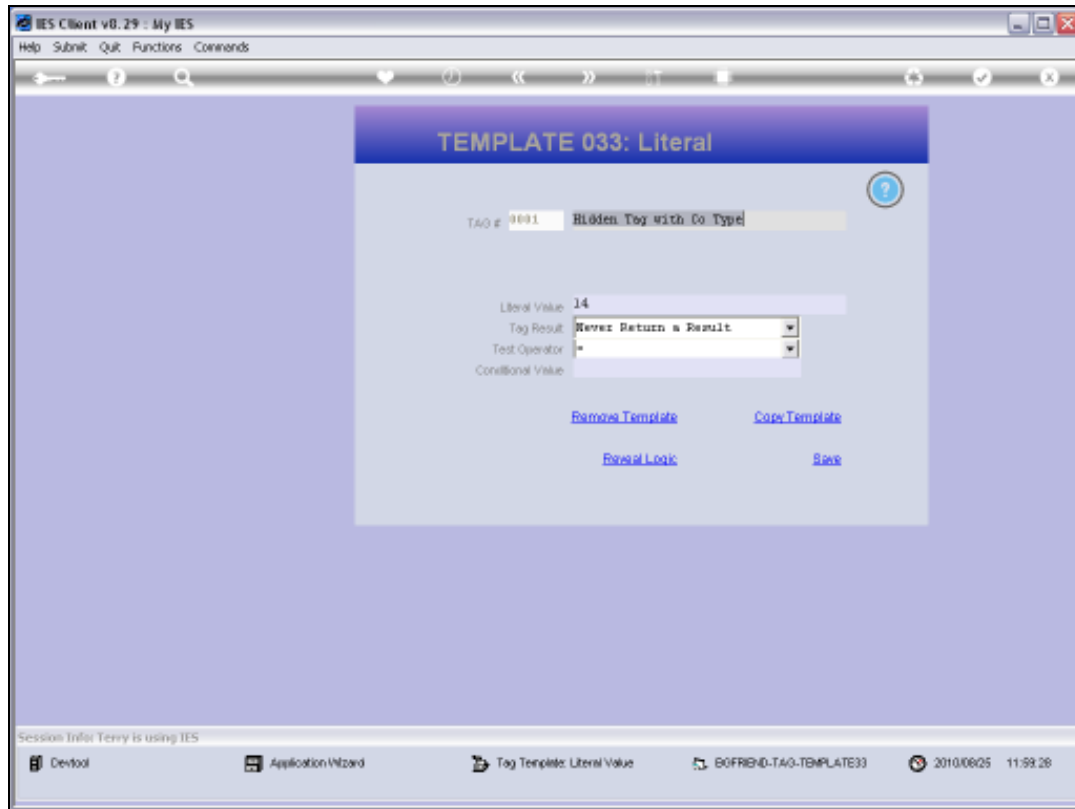 IES Client v8.29 : My IES
Help Submit Quit Functions Commands
TEMPLATE 033: Literal
TAG # 0001 Hidden Tag with Co Type
Literal Value 14
Tag Result Never Return a Result
Test Operator =
Conditional Value
Remove Template Copy Template
Reveal Logic Save
Session Info: Terry is using IES
Devtool Application Wizard Tag Template: Literal Value BGFRIEND-TAG-TEMPLATE33 2010/08/25 11:59:28